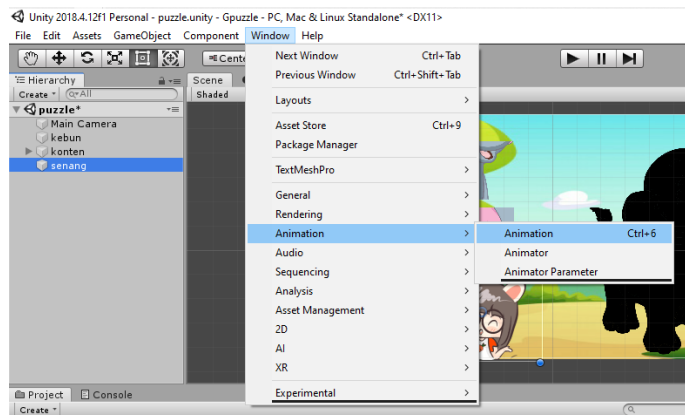 Unity 2018.4.12f1 Personal - puzzle.unity - Gpuzzle - PC, Mac & Linux Standalone* <DX11>
File Edit Assets GameObject Component Window Help
Cente
Hierarchy
Create
All
puzzle*
Main Camera
kebun
konten
senang
Scene
Shaded
Next Window Ctrl+Tab
Previous Window Ctrl+Shift+Tab
Layouts
Asset Store Ctrl+9
Package Manager
TextMeshPro
General
Rendering
Animation
Audio
Sequencing
Analysis
Asset Management
2D
AI
XR
Experimental
Animation Ctrl+6
Animator
Animator Parameter
Project Console
Create